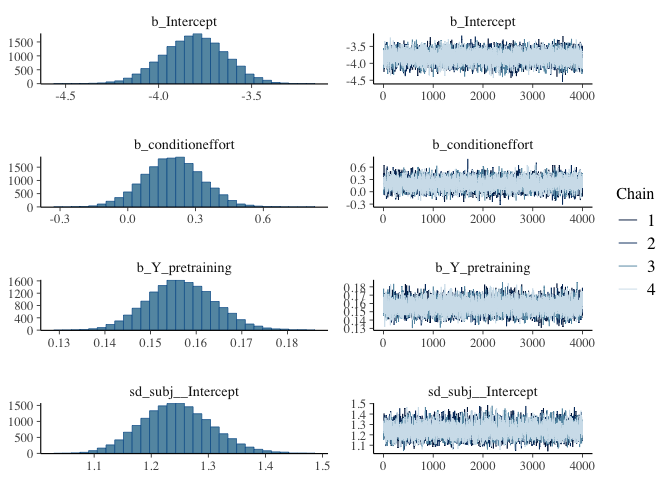 b_Intercept
1500
1000
500
0
-4.5 -4.0 -3.5
b_Intercept
-3.5
-4.0
-4.5
0 1000 2000 3000 4000
b_conditioneffort
1500
1000
500
0
-0.3 0.0 0.3 0.6
b_conditioneffort
0.6
0.3
0.0
-0.3
0 1000 2000 3000 4000
b_Y_pretraining
1600
1200
800
400
0
0.13 0.14 0.15 0.16 0.17 0.18
b_Y_pretraining
0.18
0.17
0.16
0.15
0.14
0.13
0 1000 2000 3000 4000
sd_subj__Intercept
1500
1000
500
0
1.1 1.2 1.3 1.4 1.5
sd_subj__Intercept
1.5
1.4
1.3
1.2
1.1
0 1000 2000 3000 4000
Chain
1
2
3
4